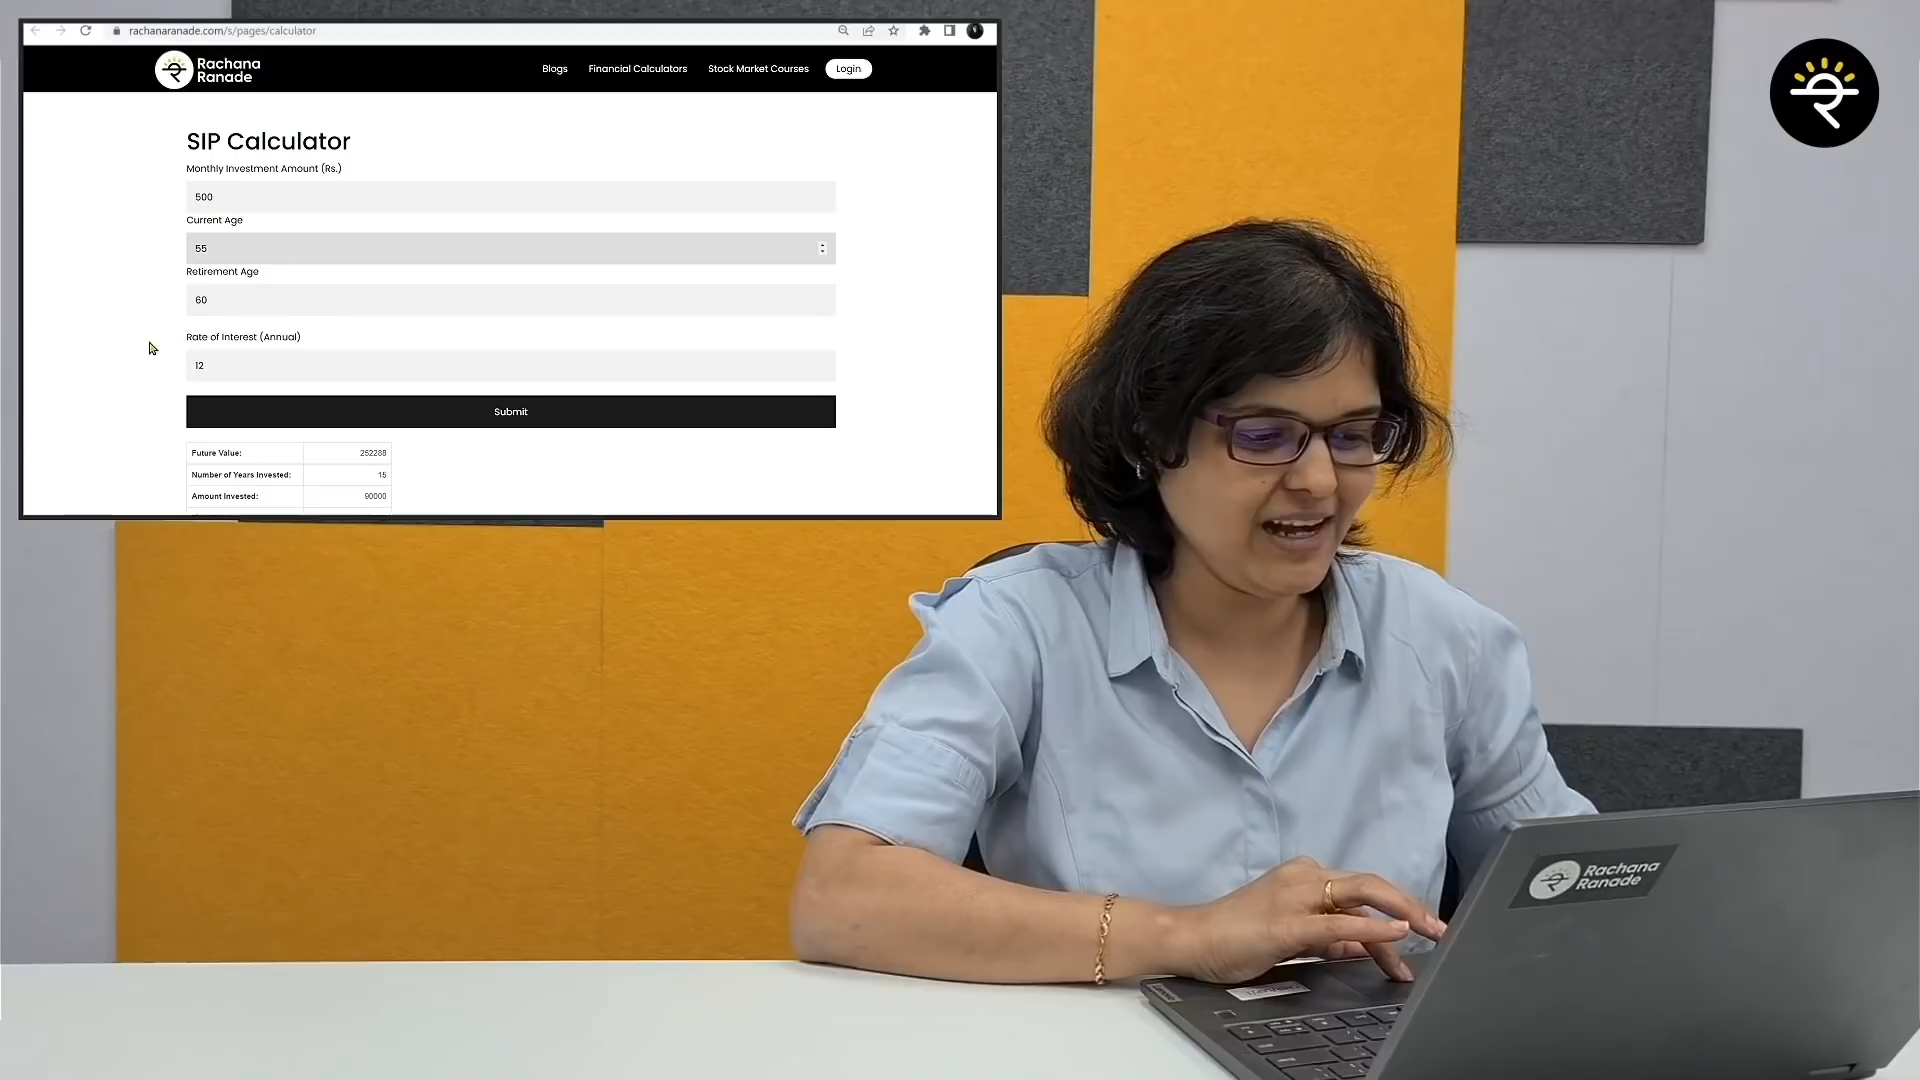 rachanaranade.com/s/pages/calculator
Rachana
Ranade
Blogs
Financial Calculators
Stock Market Courses
Login
SIP Calculator
Monthly Investment Amount (Rs.)
500
Current Age
55
Retirement Age
60
Rate of Interest (Annual)
12
Submit
Future Value: 252288
Number of Years Invested: 15
Amount Invested: 90000
Rachana
Ranade
Lenovo